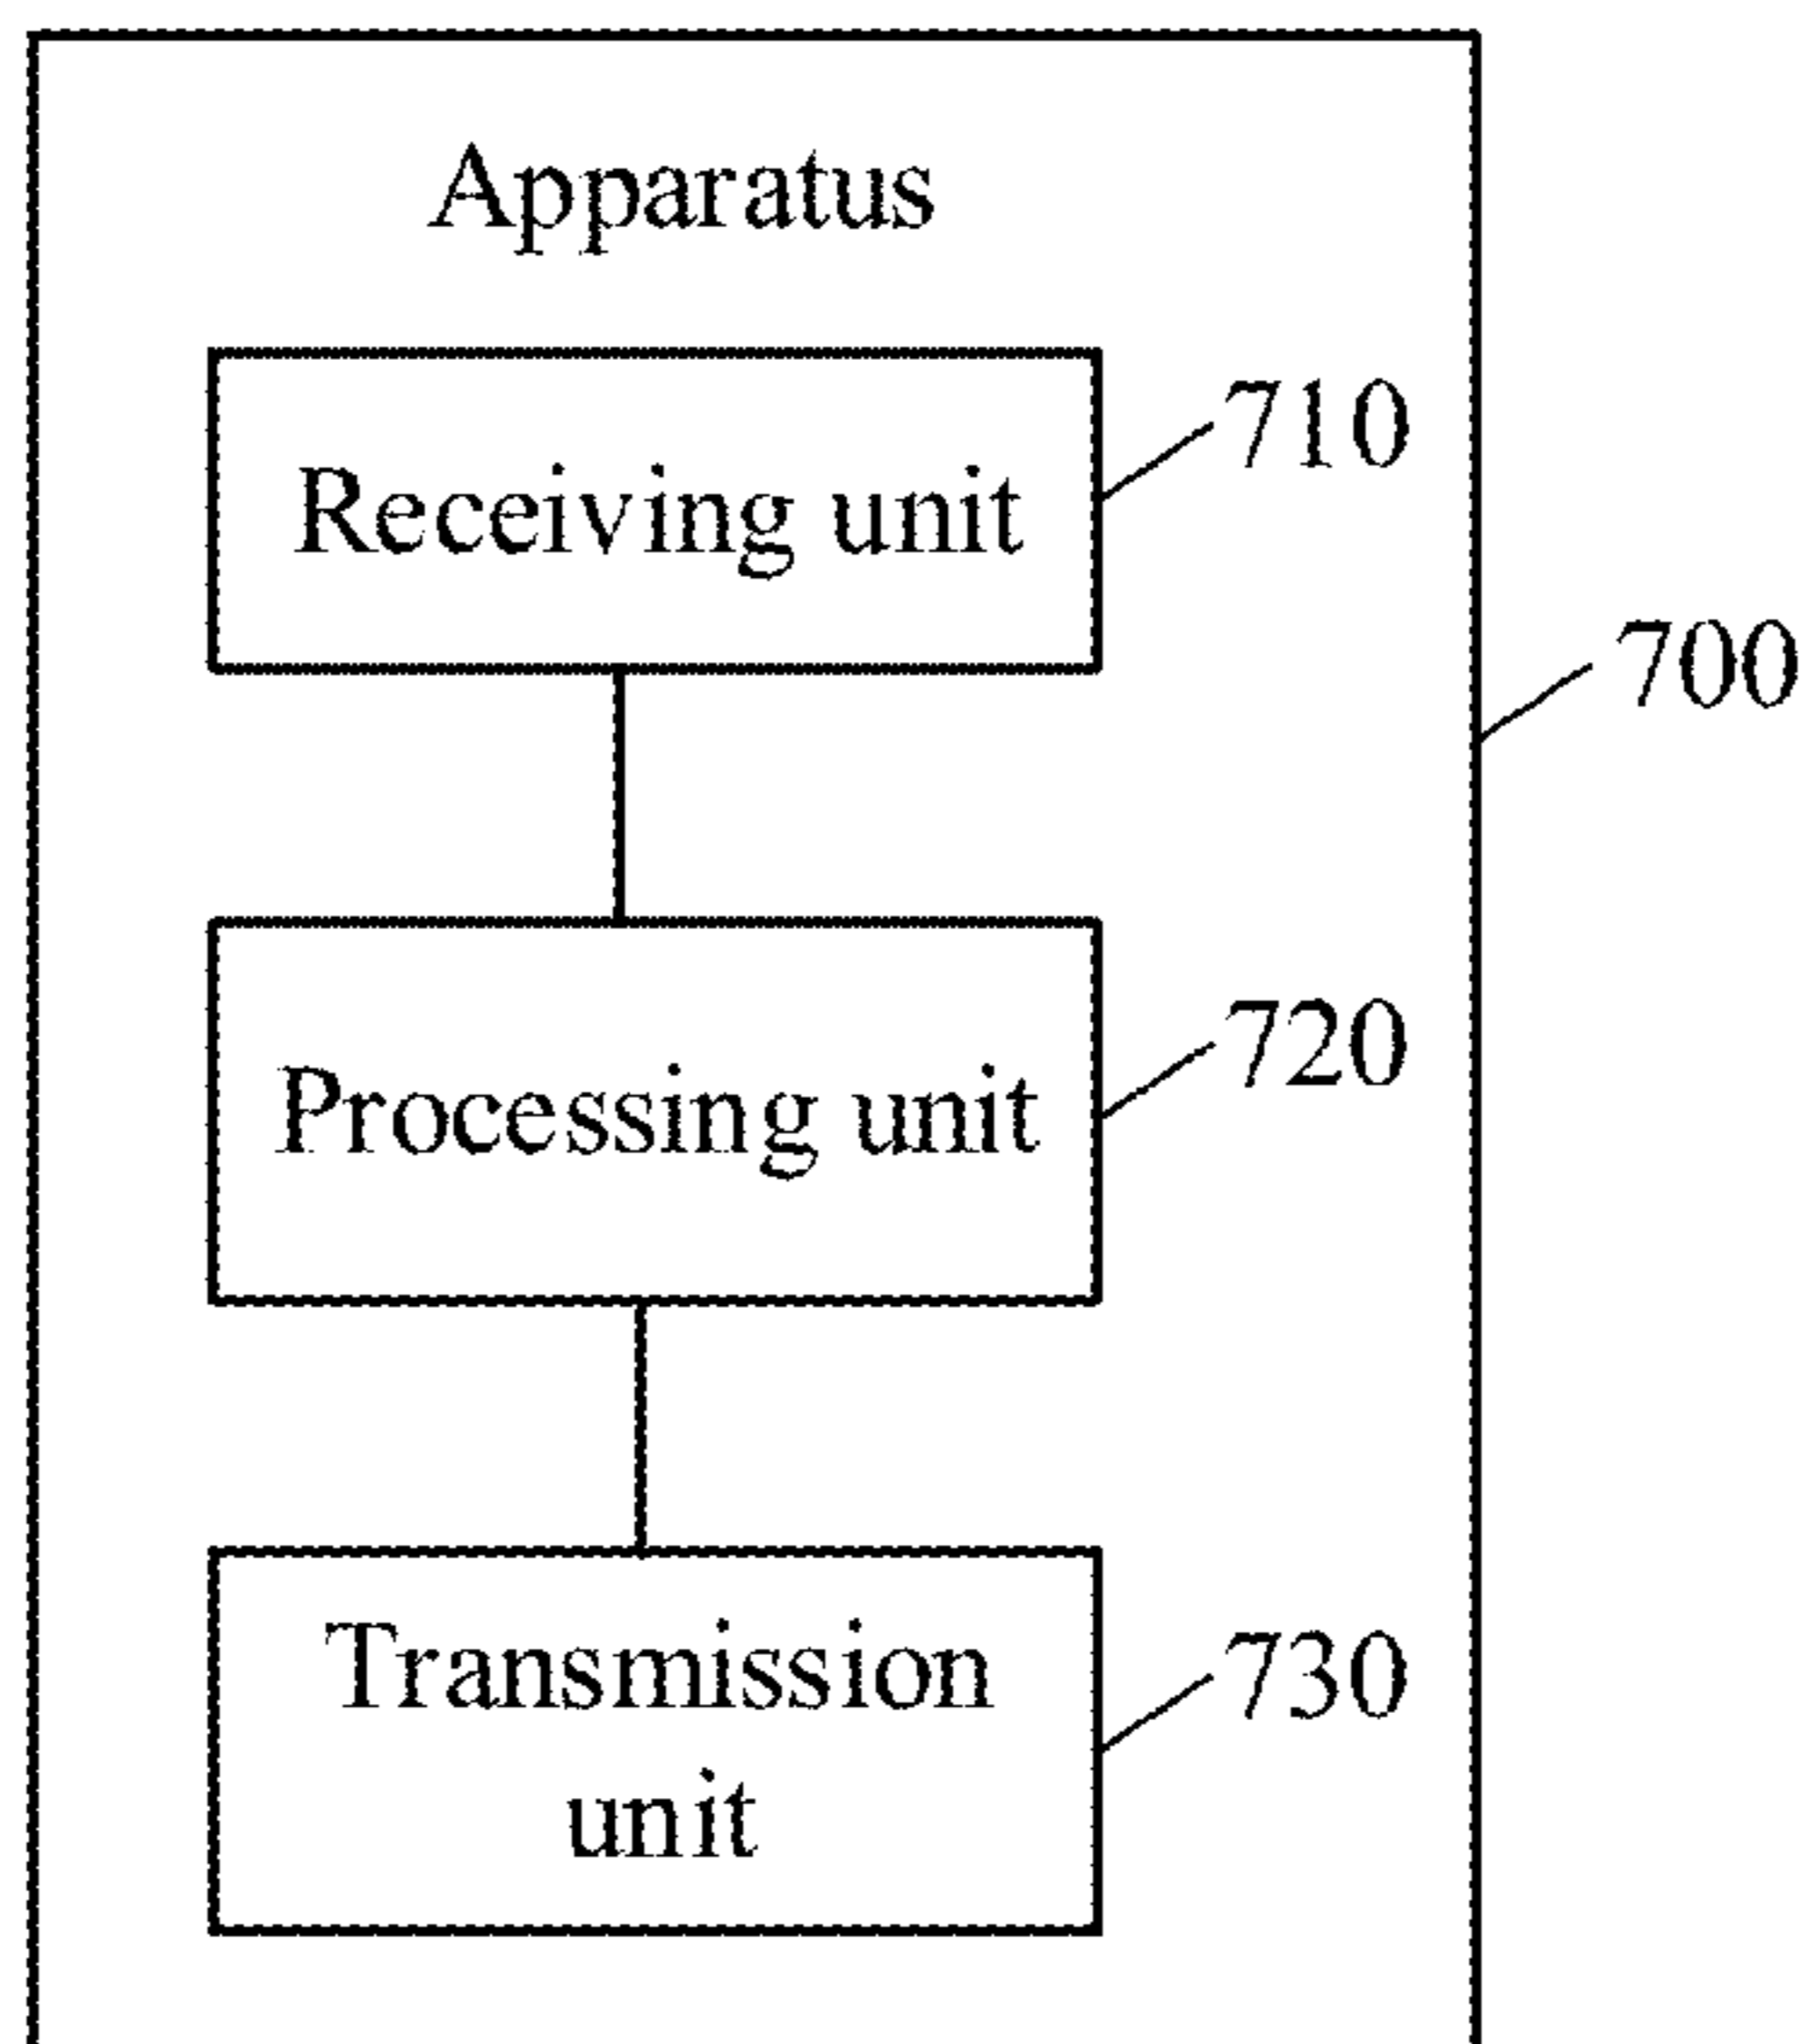 Apparatus
710
Receiving unit
700
720
Processing unit
730
Transmission
unit